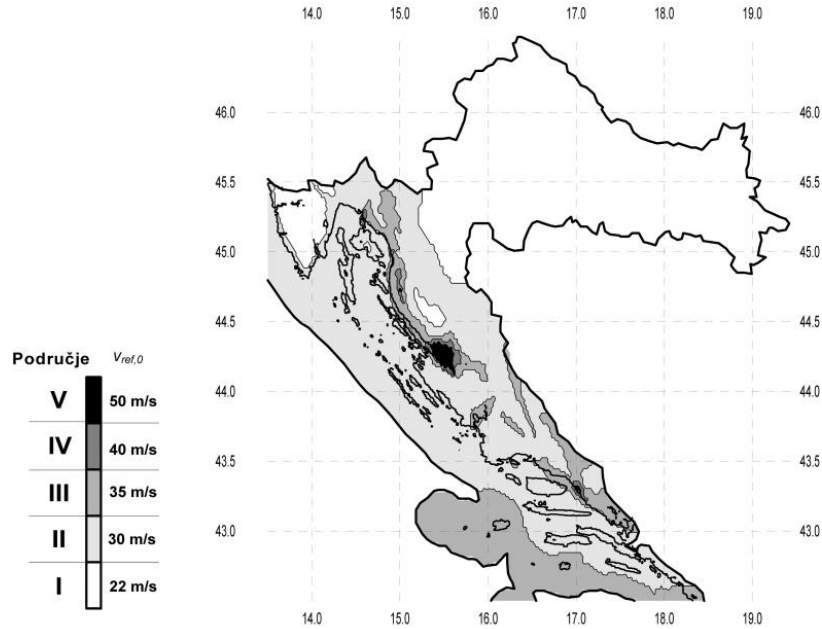 14.0 15.0 16.0 17.0 18.0 19.0
46.0 46.0
45.5 45.5
45.0 45.0
44.5 44.5
Područje vref,0
V 50 m/s
44.0 44.0
IV 40 m/s
43.5 43.5
III 35 m/s
43.0 43.0
II 30 m/s
I 22 m/s
14.0 15.0 16.0 17.0 18.0 19.0